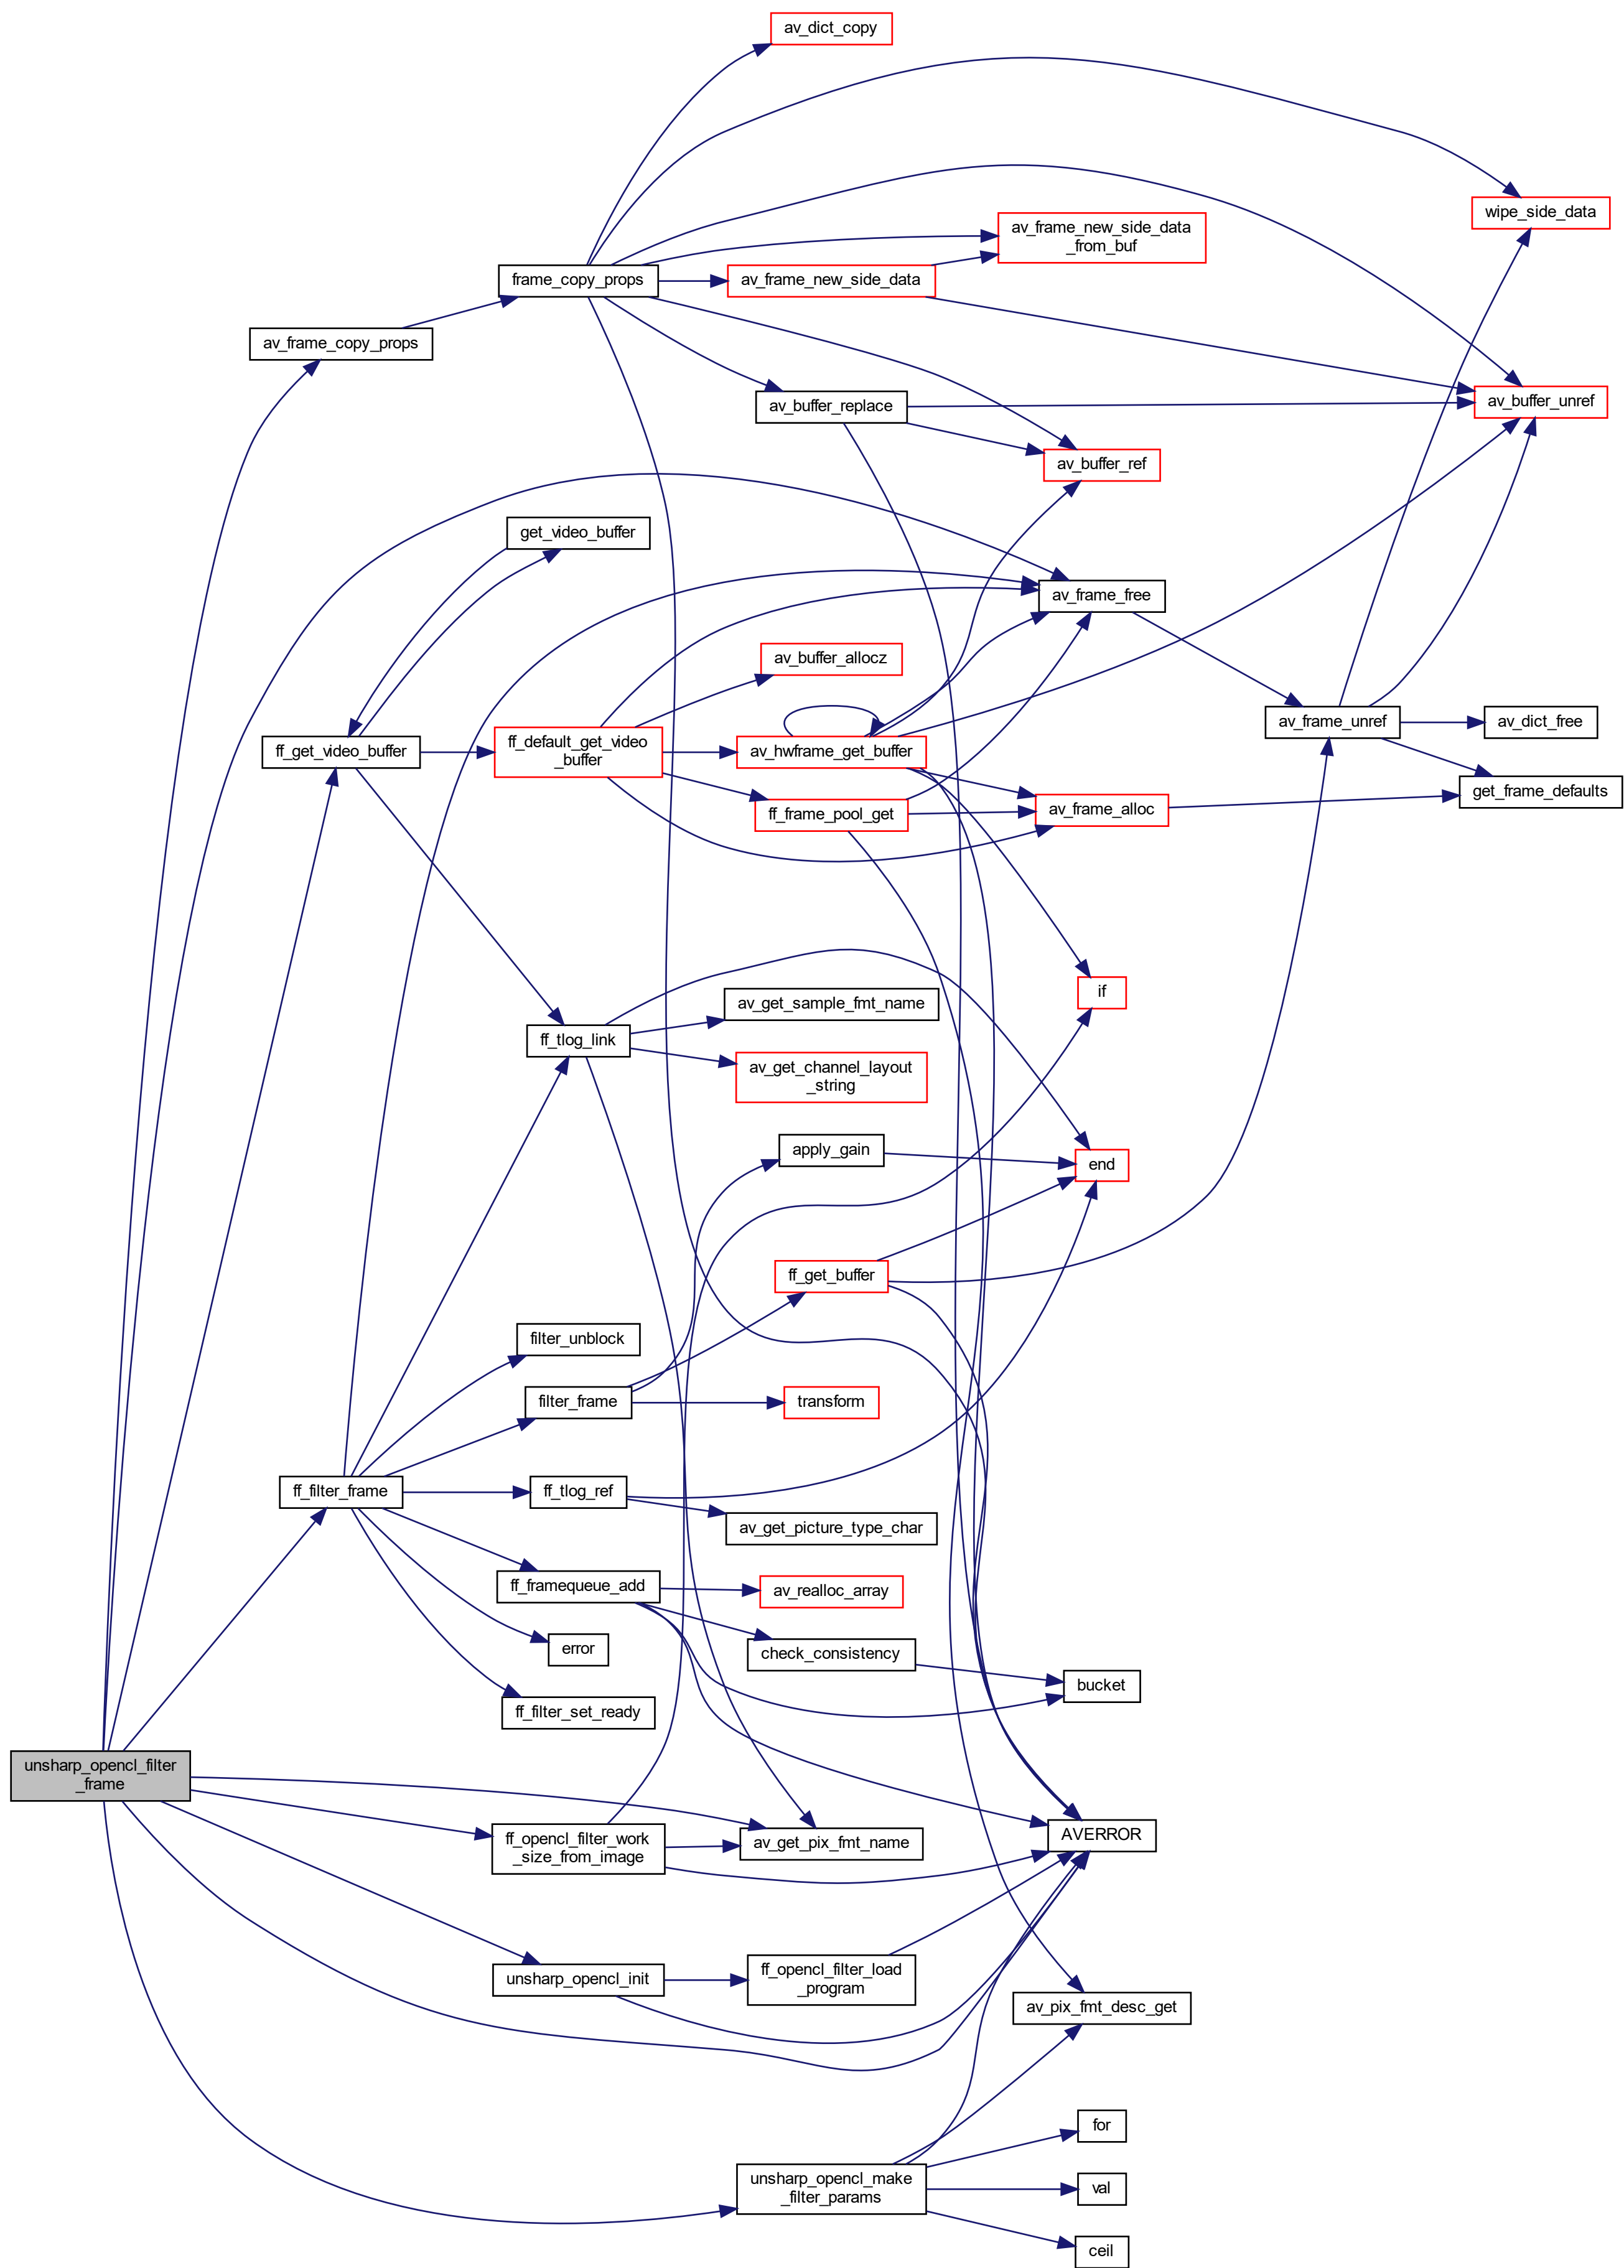 av_dict_copy
wipe_side_data
av_frame_new_side_data
_from_buf
frame_copy_props
av_frame_new_side_data
av_frame_copy_props
av_buffer_replace
av_buffer_unref
av_buffer_ref
get_video_buffer
av_frame_free
av_buffer_allocz
av_frame_unref
av_dict_free
ff_get_video_buffer
ff_default_get_video
_buffer
av_hwframe_get_buffer
get_frame_defaults
ff_frame_pool_get
av_frame_alloc
if
av_get_sample_fmt_name
ff_tlog_link
av_get_channel_layout
_string
apply_gain
end
ff_get_buffer
filter_unblock
filter_frame
transform
ff_filter_frame
ff_tlog_ref
av_get_picture_type_char
ff_framequeue_add
av_realloc_array
error
check_consistency
bucket
ff_filter_set_ready
unsharp_opencl_filter
_frame
ff_opencl_filter_work
_size_from_image
av_get_pix_fmt_name
AVERROR
unsharp_opencl_init
ff_opencl_filter_load
_program
av_pix_fmt_desc_get
for
unsharp_opencl_make
_filter_params
val
ceil